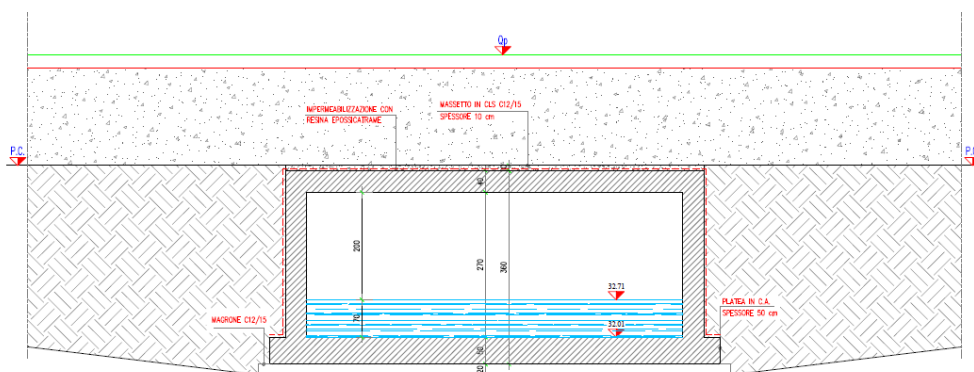 Qp
IMPERMEABILIZZAZIONE CON
RESINA EPOSSICATRAME
MASSETTO IN CLS C12/15
SPESSORE 10 cm
P.C.
40
200
270
360
32.71
70
32.01
MAGRONE C12/15
PLATEA IN C.A.
SPESSORE 50 cm
50
20